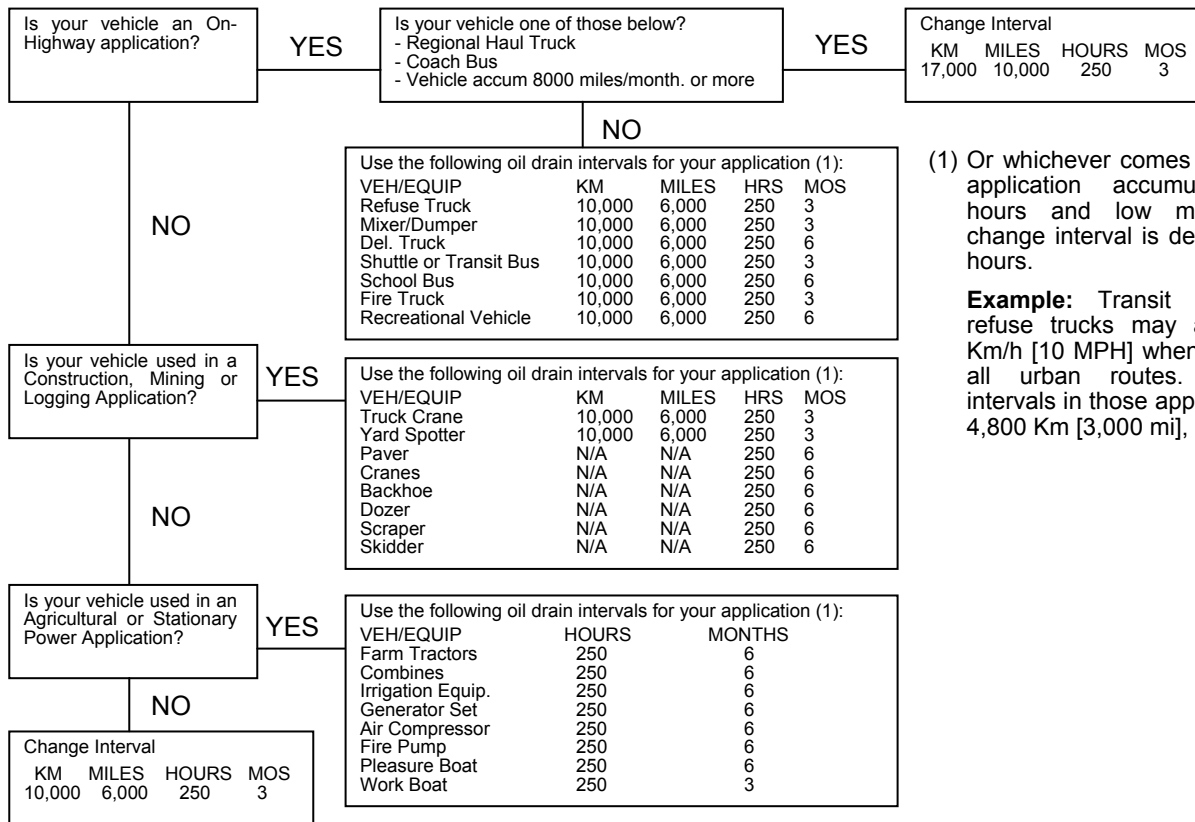 Is your vehicle an On-
Highway application?
YES
Is your vehicle one of those below?
- Regional Haul Truck
- Coach Bus
- Vehicle accum 8000 miles/month. or more
YES
Change Interval
KM MILES HOURS MOS
17,000 10,000 250 3
NO
Use the following oil drain intervals for your application (1):
VEH/EQUIP KM MILES HRS MOS
Refuse Truck 10,000 6,000 250 3
Mixer/Dumper 10,000 6,000 250 3
Del. Truck 10,000 6,000 250 6
Shuttle or Transit Bus 10,000 6,000 250 3
School Bus 10,000 6,000 250 6
Fire Truck 10,000 6,000 250 3
Recreational Vehicle 10,000 6,000 250 6
(1) Or whichever comes
application accumu
hours and low m
change interval is de
hours.
Example: Transit
refuse trucks may a
Km/h [10 MPH] when
all urban routes.
intervals in those app
4,800 Km [3,000 mi],
NO
Is your vehicle used in a
Construction, Mining or
Logging Application?
YES
Use the following oil drain intervals for your application (1):
VEH/EQUIP KM MILES HRS MOS
Truck Crane 10,000 6,000 250 3
Yard Spotter 10,000 6,000 250 3
Paver N/A N/A 250 6
Cranes N/A N/A 250 6
Backhoe N/A N/A 250 6
Dozer N/A N/A 250 6
Scraper N/A N/A 250 6
Skidder N/A N/A 250 6
NO
Is your vehicle used in an
Agricultural or Stationary
Power Application?
YES
Use the following oil drain intervals for your application (1):
VEH/EQUIP HOURS MONTHS
Farm Tractors 250 6
Combines 250 6
Irrigation Equip. 250 6
Generator Set 250 6
Air Compressor 250 6
Fire Pump 250 6
Pleasure Boat 250 6
Work Boat 250 3
NO
Change Interval
KM MILES HOURS MOS
10,000 6,000 250 3